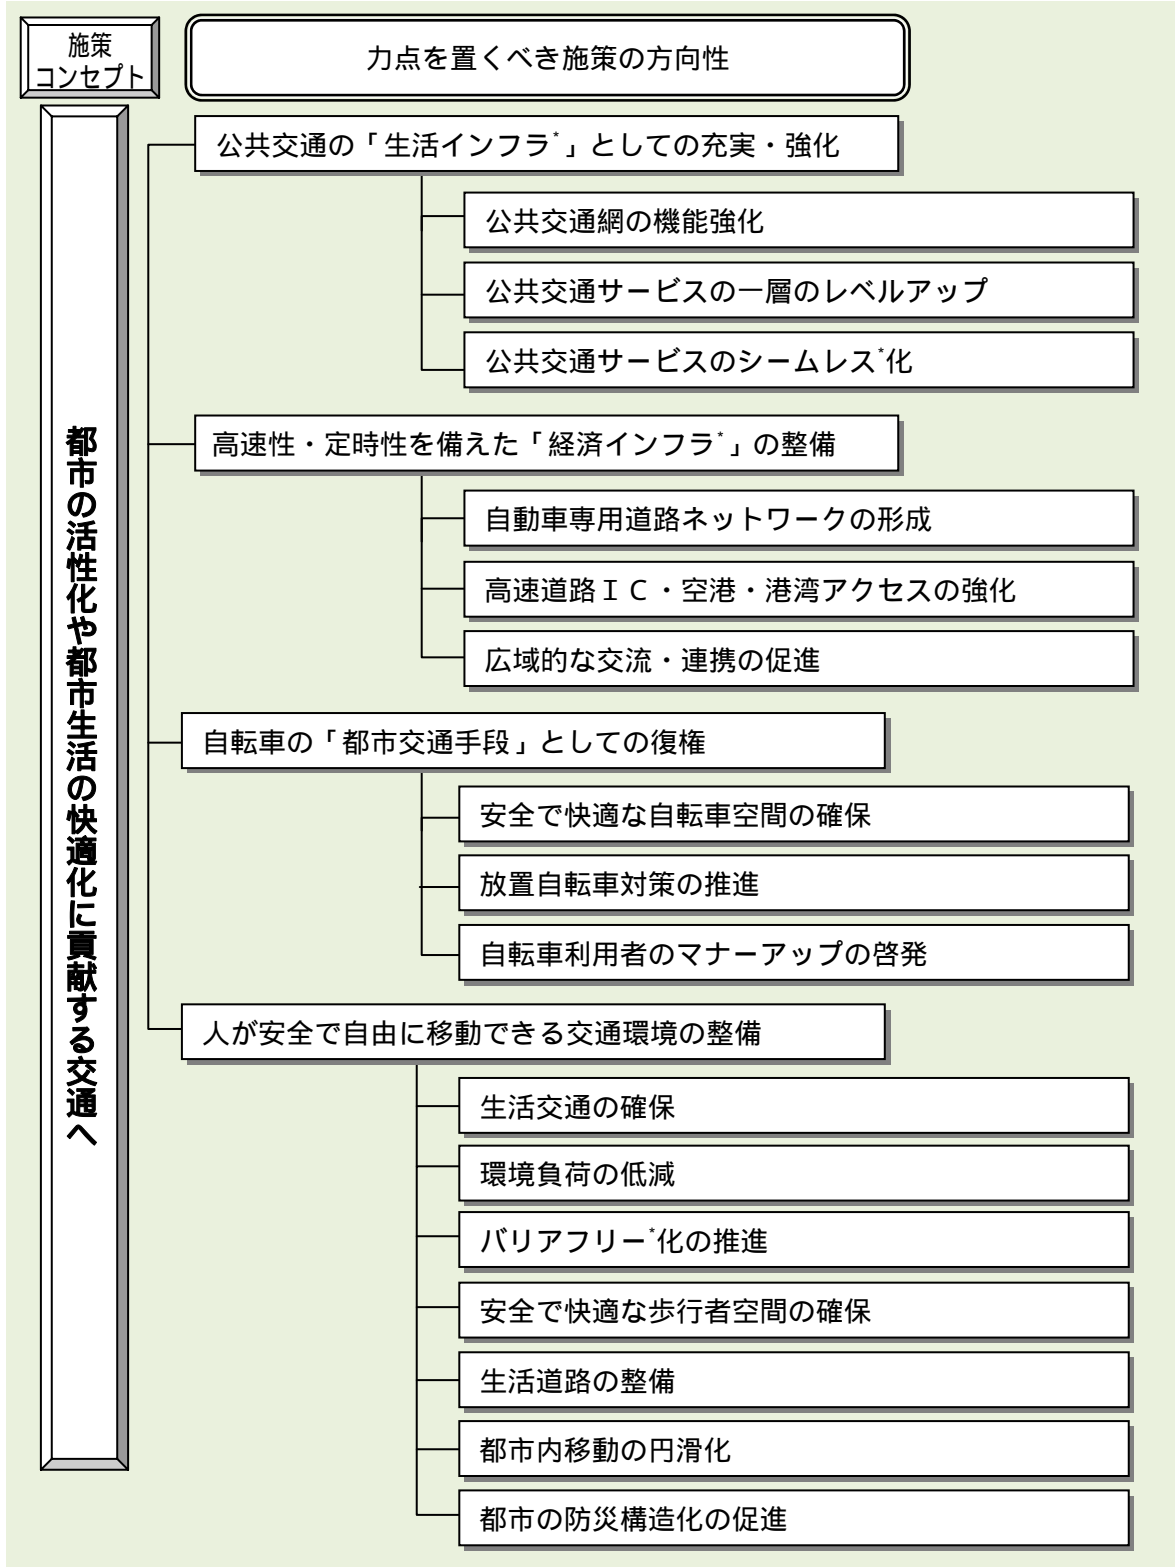 施策
コンセプト
力点を置くべき施策の方向性
都市の活性化や都市生活の快適化に貢献する交通へ
公共交通の「生活インフラ*」としての充実・強化
公共交通網の機能強化
公共交通サービスの一層のレベルアップ
公共交通サービスのシームレス*化
高速性・定時性を備えた「経済インフラ*」の整備
自動車専用道路ネットワークの形成
高速道路ＩＣ・空港・港湾アクセスの強化
広域的な交流・連携の促進
自転車の「都市交通手段」としての復権
安全で快適な自転車空間の確保
放置自転車対策の推進
自転車利用者のマナーアップの啓発
人が安全で自由に移動できる交通環境の整備
生活交通の確保
環境負荷の低減
バリアフリー*化の推進
安全で快適な歩行者空間の確保
生活道路の整備
都市内移動の円滑化
都市の防災構造化の促進